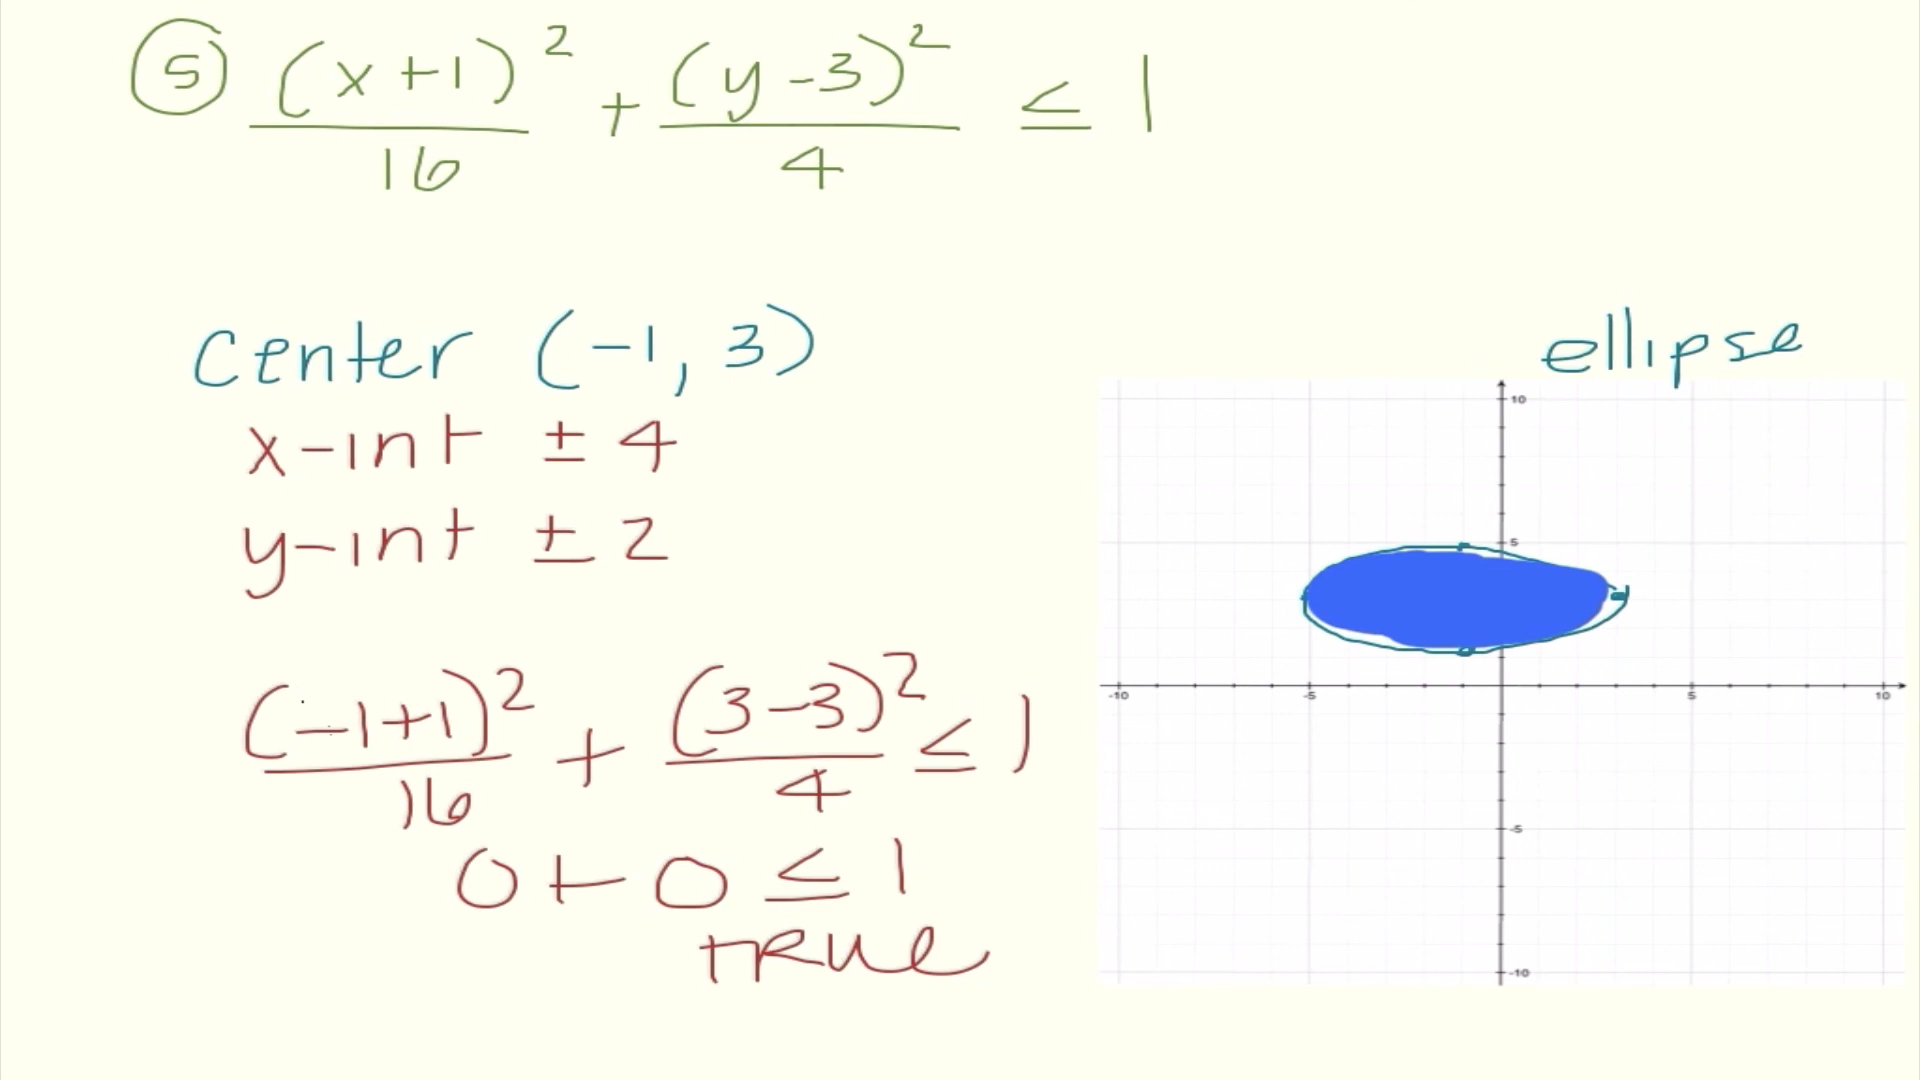 ⑤ (x+1)²/16 + (y-3)²/4 ≤ 1
center (-1, 3)
ellipse
x-int ± 4
y-int ± 2
(-1+1)²/16 + (3-3)²/4 ≤ 1
0 + 0 ≤ 1
true
10
5
-10 -5 5 10
-5
-10